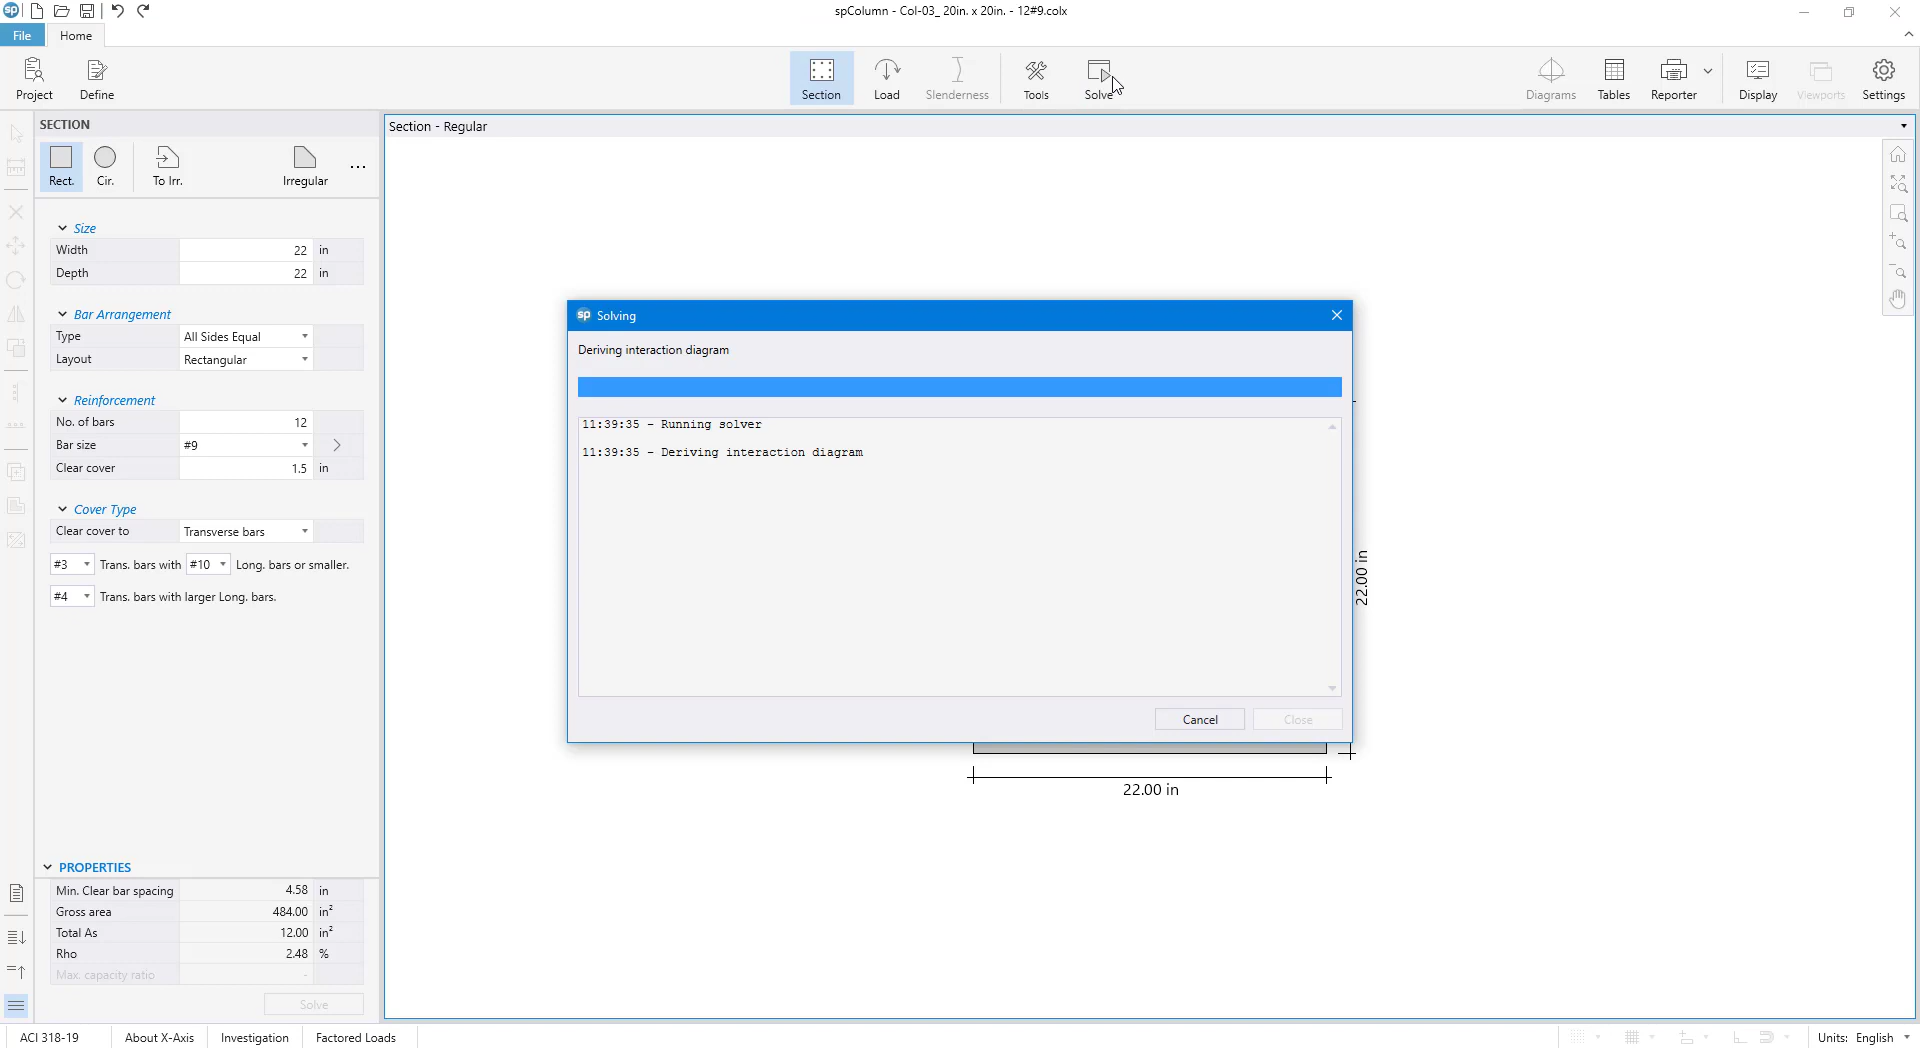 sp spColumn - Col-03_ 20in. x 20in. - 12#9.colx
File Home
Project Define Section Load Slenderness Tools Solve Diagrams Tables Reporter Display Viewports Settings
SECTION
Section - Regular
Rect. Cir. To Irr. Irregular ...
Size
Width 22 in
Depth 22 in
Bar Arrangement
Type All Sides Equal
Layout Rectangular
Reinforcement
No. of bars 12
Bar size #9
Clear cover 1.5 in
Cover Type
Clear cover to Transverse bars
#3 Trans. bars with #10 Long. bars or smaller.
#4 Trans. bars with larger Long. bars.
sp Solving
Deriving interaction diagram
11:39:35 - Running solver
11:39:35 - Deriving interaction diagram
Cancel Close
22.00 in
22.00 in
PROPERTIES
Min. Clear bar spacing 4.58 in
Gross area 484.00 in²
Total As 12.00 in²
Rho 2.48 %
Max. capacity ratio -
Solve
ACI 318-19 About X-Axis Investigation Factored Loads Units: English